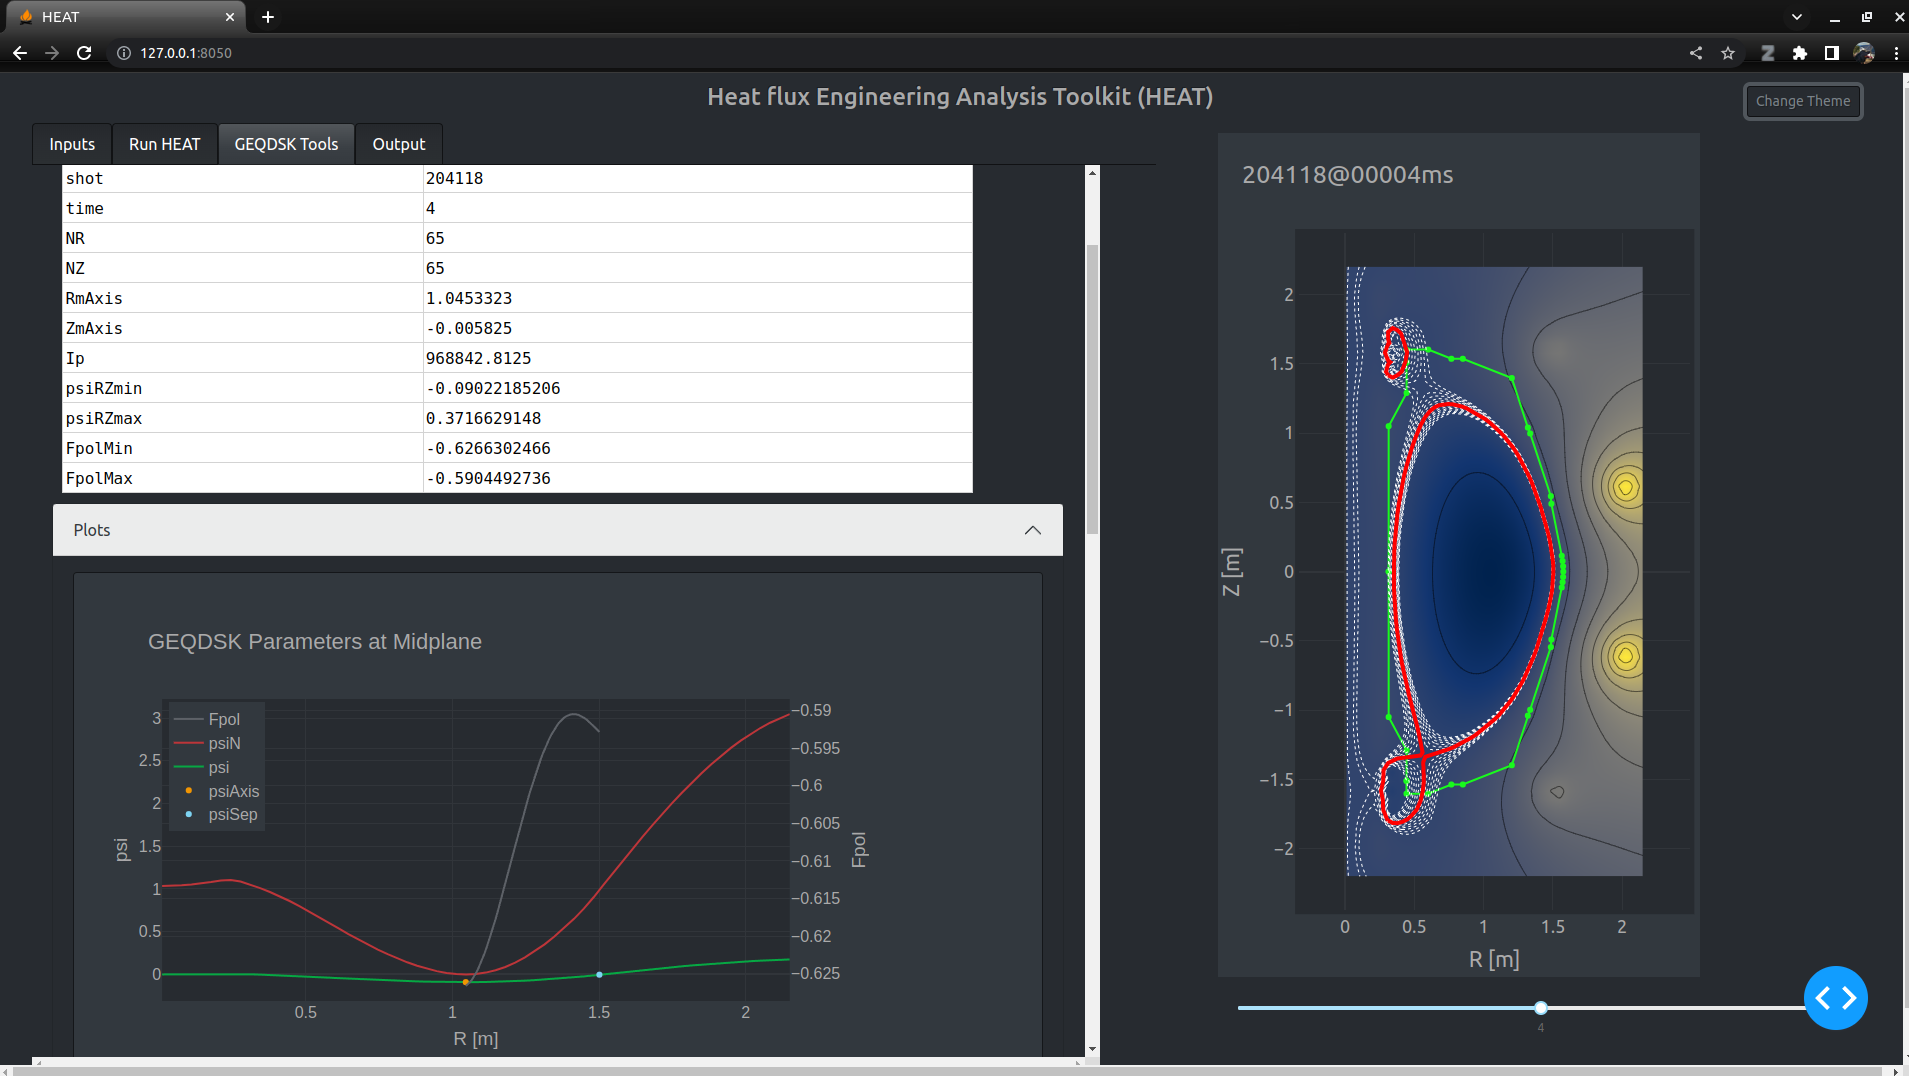 HEAT
127.0.0.1:8050
Heat flux Engineering Analysis Toolkit (HEAT)
Change Theme
Inputs Run HEAT GEQDSK Tools Output
shot 204118
time 4
NR 65
NZ 65
RmAxis 1.0453323
ZmAxis -0.005825
Ip 968842.8125
psiRZmin -0.09022185206
psiRZmax 0.3716629148
FpolMin -0.6266302466
FpolMax -0.5904492736
Plots
GEQDSK Parameters at Midplane
Fpol
psiN
psi
psiAxis
psiSep
3
2.5
2
1.5
1
0.5
0
psi
−0.59
−0.595
−0.6
−0.605
−0.61
−0.615
−0.62
−0.625
Fpol
0.5 1 1.5 2
R [m]
204118@00004ms
2
1.5
1
0.5
0
−0.5
−1
−1.5
−2
Z [m]
0 0.5 1 1.5 2
R [m]
4